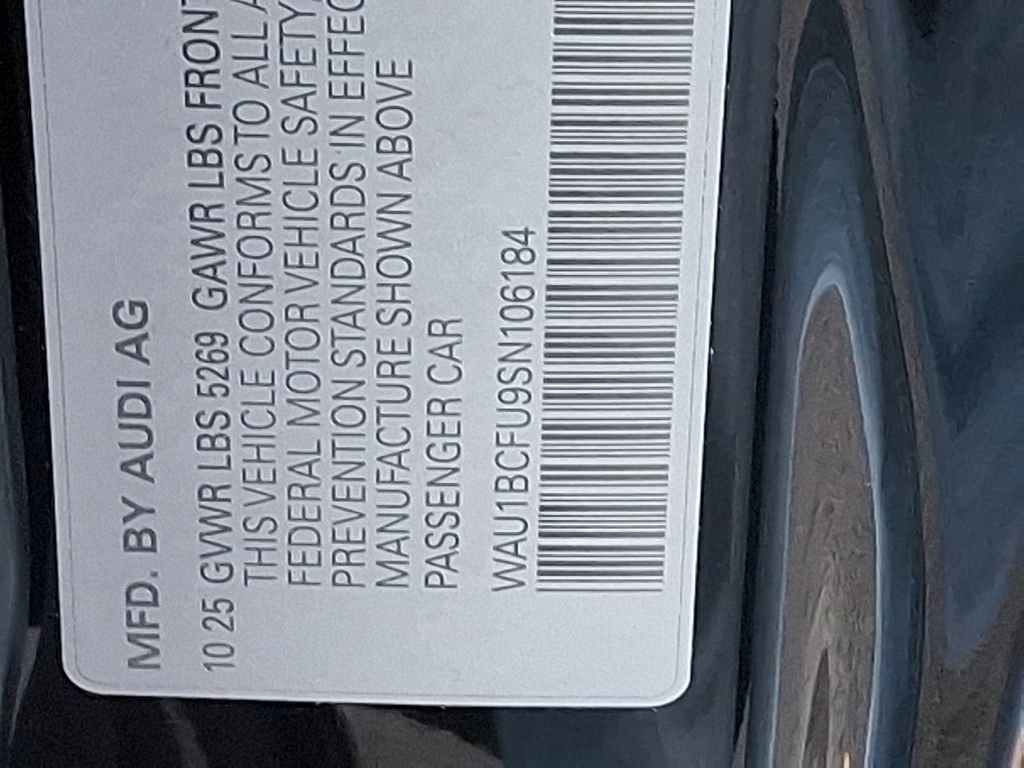 MFD. BY AUDI AG
10 25 GVWR LBS 5269 GAWR LBS FRONT
THIS VEHICLE CONFORMS TO ALL A
FEDERAL MOTOR VEHICLE SAFETY,
PREVENTION STANDARDS IN EFFEC
MANUFACTURE SHOWN ABOVE
PASSENGER CAR
WAU1BCFU9SN106184